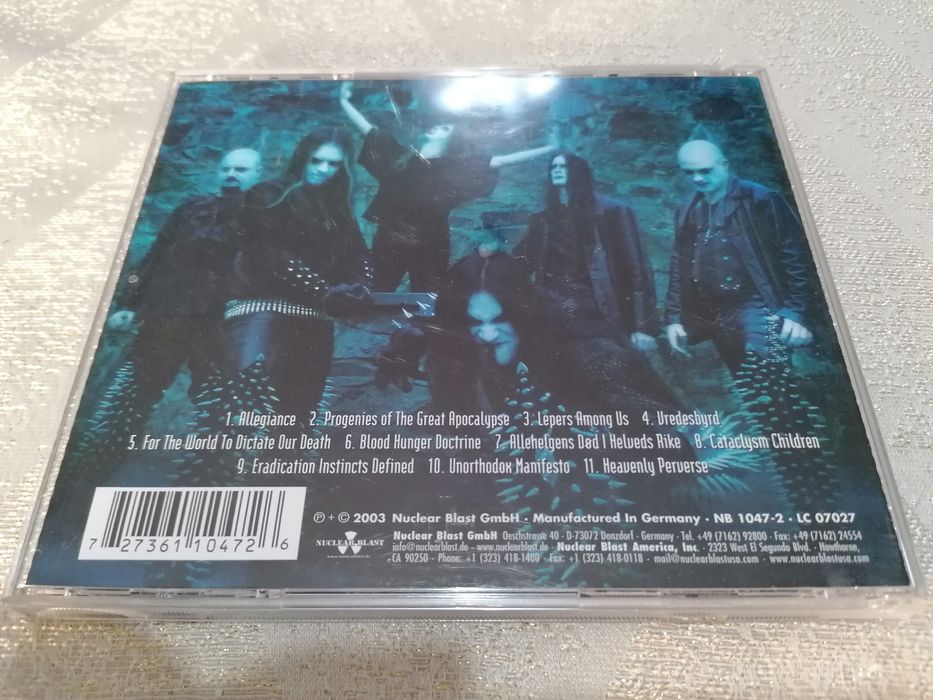 1. Allegiance 2. Progenies of The Great Apocalypse 3. Lepers Among Us 4. Vredesbyrd
5. For The World To Dictate Our Death 6. Blood Hunger Doctrine 7. Allehelgens Død I Helveds Rike 8. Cataclysm Children
9. Eradication Instincts Defined 10. Unorthodox Manifesto 11. Heavenly Perverse
7 27361 10472 6
NUCLEAR BLAST
www.nuclearblast.de
℗ + © 2003 Nuclear Blast GmbH · Manufactured In Germany · NB 1047-2 · LC 07027
Nuclear Blast GmbH Oeschstrasse 40 - D-73072 Donzdorf - Germany - Tel. +49 (7162) 92800 - Fax: +49 (7162) 24554
info@nuclearblast.de - www.nuclearblast.de - Nuclear Blast America, Inc. - 2323 West El Segundo Blvd. - Hawthorne,
CA 90250 - Phone: +1 (323) 418-1400 - Fax: +1 (323) 418-0118 - mail@nuclearblastusa.com - www.nuclearblastusa.com